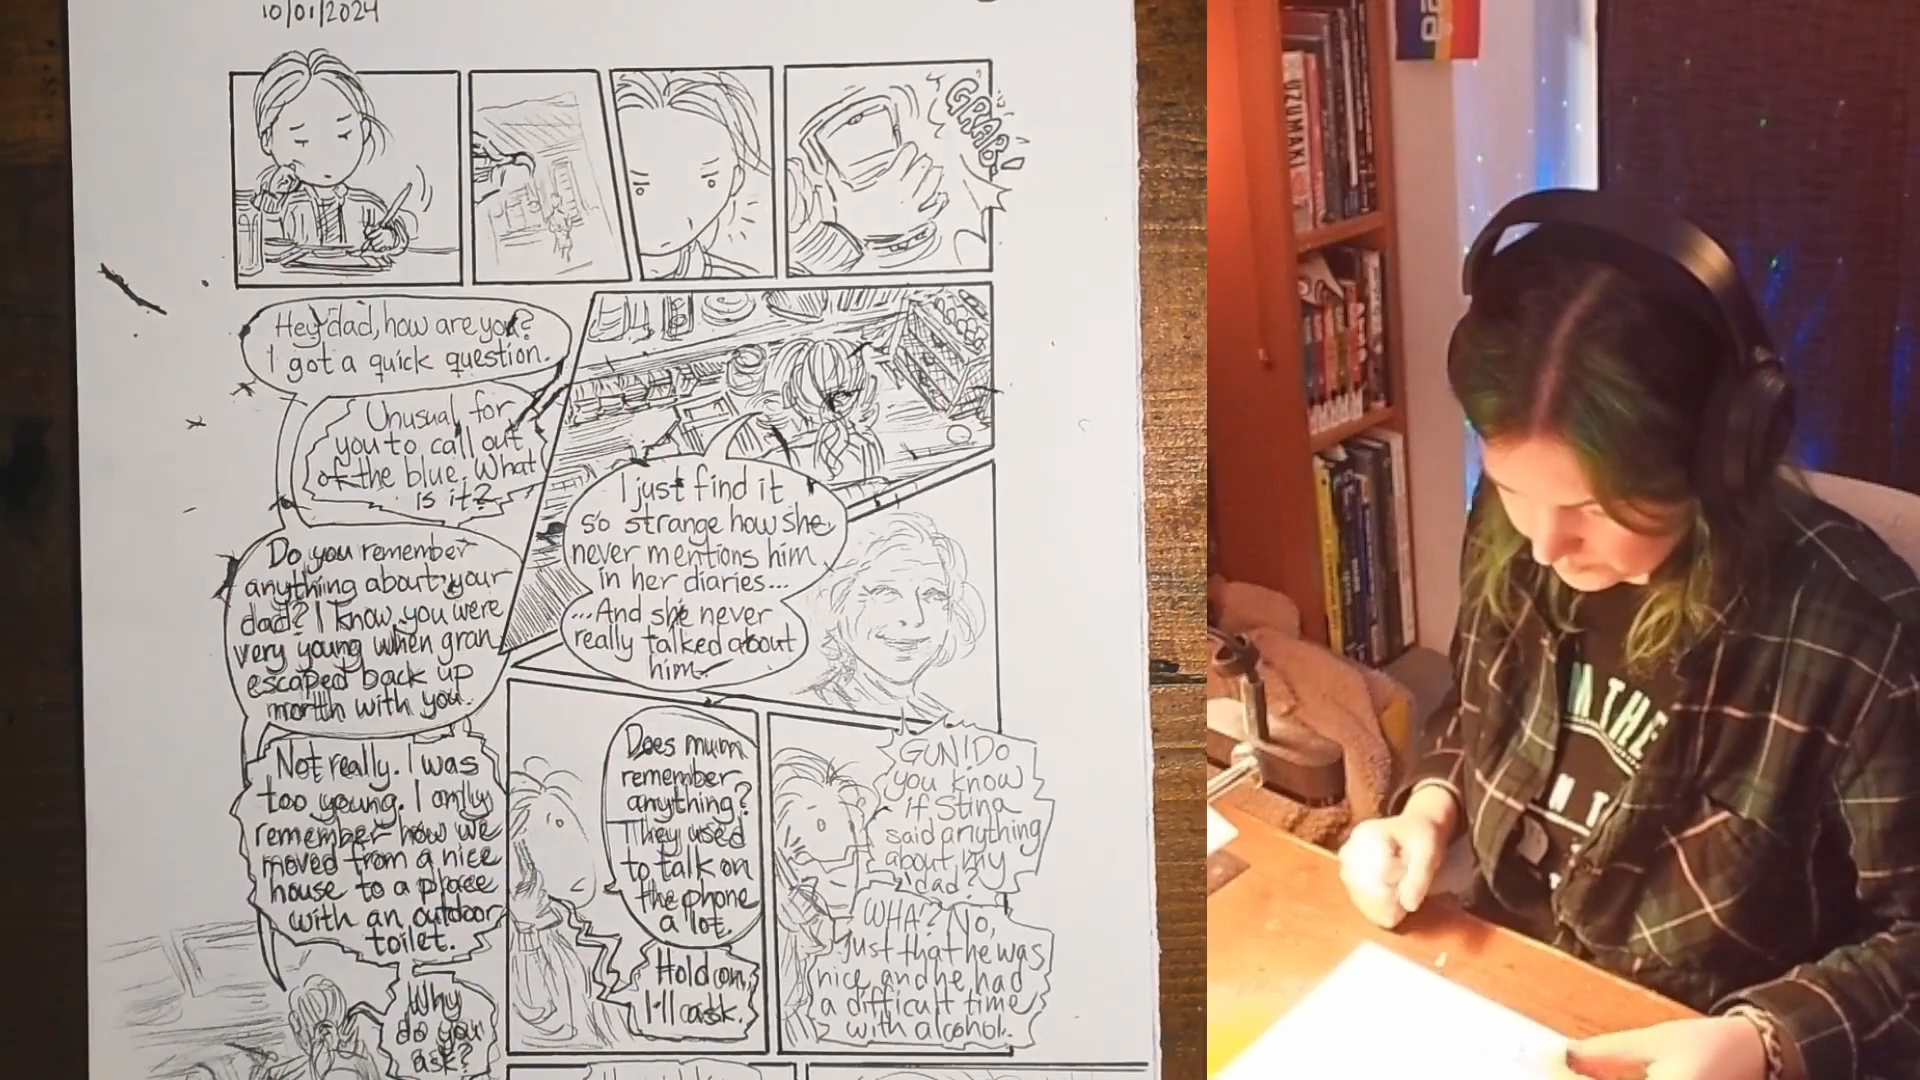 10/01/2024
GRAB!
Hey dad, how are you?
I got a quick question.
Unusual for
you to call out
of the blue. What
is it?
I just find it
so strange how she
never mentions him
in her diaries...
...And she never
really talked about
him.
Do you remember
anything about your
dad? I know you were
very young when gran
escaped back up
north with you.
Not really. I was
too young. I only
remember how we
moved from a nice
house to a place
with an outdoor
toilet.
Why
do you
ask?
Does mum
remember
anything?
They used
to talk on
the phone
a lot.
Hold on,
I'll ask.
GUN! Do
you know
if Stina
said anything
about my
dad?
WHA!? No,
just that he was
nice and he had
a difficult time
with alcohol.
UZUMAKI
THE